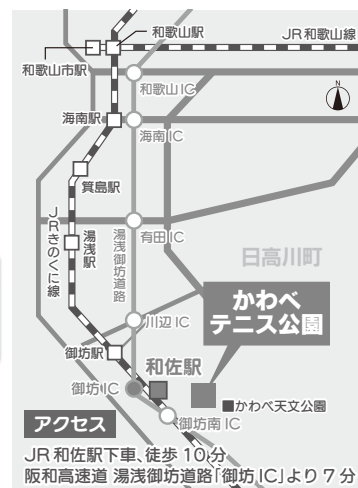 和歌山駅
JR和歌山線
和歌山市駅
和歌山IC
N
海南駅
海南IC
箕島駅
JRきのくに線
湯浅駅
湯浅御坊道路
有田IC
日高川町
かわべ
テニス公園
川辺IC
御坊駅
和佐駅
御坊IC
■かわべ天文公園
御坊南IC
アクセス
JR和佐駅下車、徒歩10分
阪和高速道 湯浅御坊道路「御坊IC」より7分